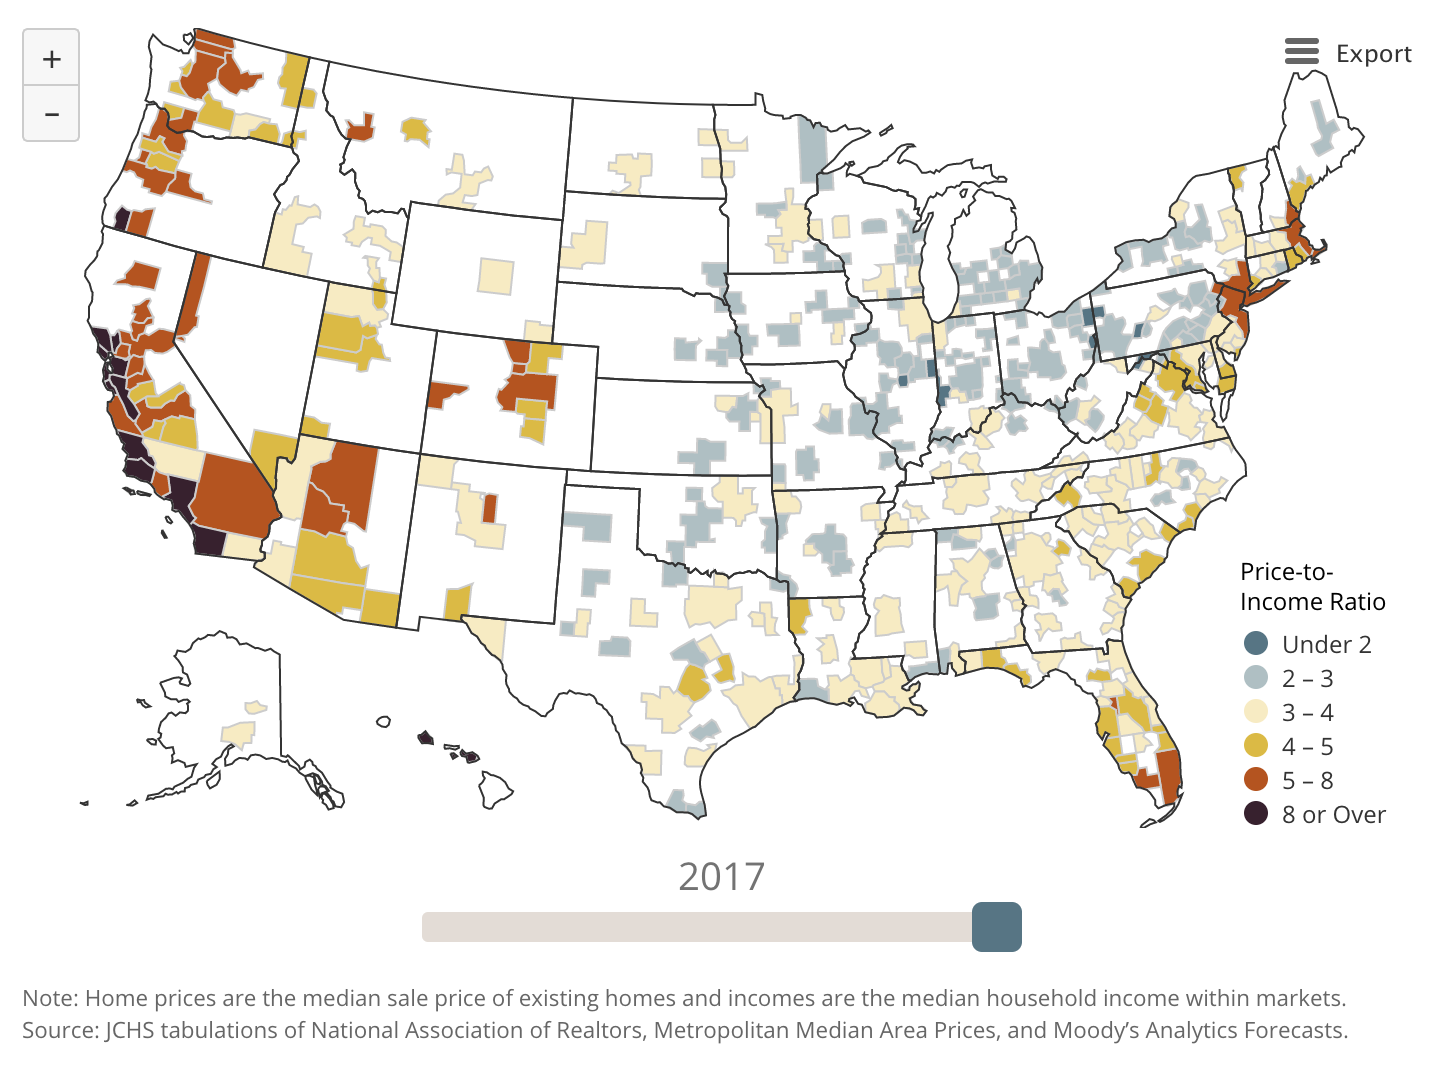 +
−
Export
Price-to-
Income Ratio
Under 2
2 – 3
3 – 4
4 – 5
5 – 8
8 or Over
2017
Note: Home prices are the median sale price of existing homes and incomes are the median household income within markets.
Source: JCHS tabulations of National Association of Realtors, Metropolitan Median Area Prices, and Moody’s Analytics Forecasts.